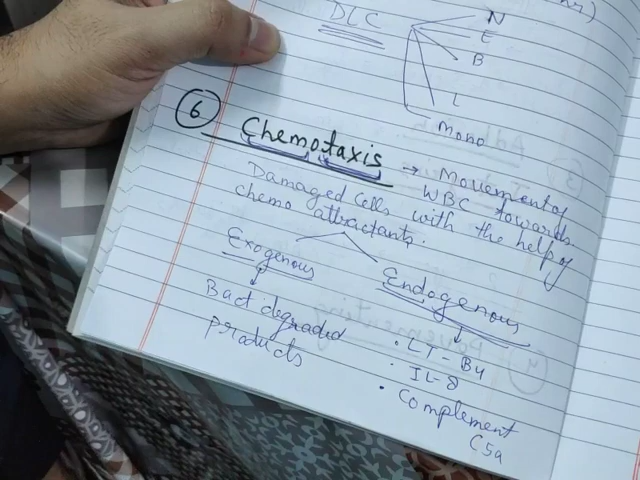 hr)
DLC
N
E
B
L
Mono
6
Chemotaxis → Movement of
WBC towards
Damaged cells with the help of
chemo attractants.
Exogenous
Endogenous
Bact degraded
products
• LT-B4
• IL-8
• Complement
C5a